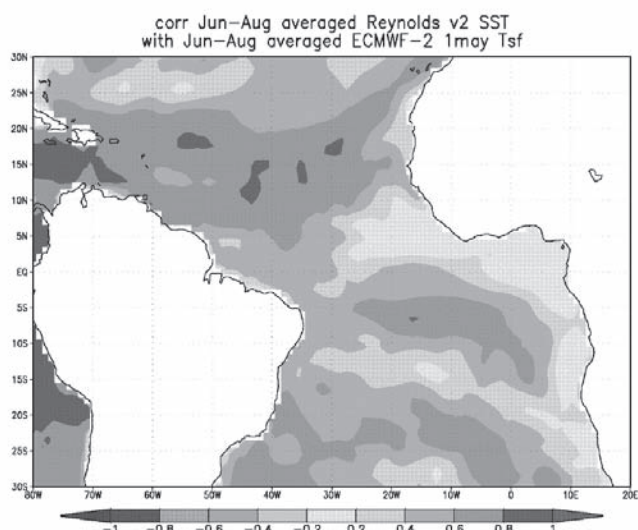 corr Jun-Aug averaged Reynolds v2 SST
with Jun-Aug averaged ECMWF-2 1may Tsf
30N
25N
20N
15N
10N
5N
EQ
5S
10S
15S
20S
25S
30S
80W 70W 60W 50W 40W 30W 20W 10W 0 10E 20E
-1 -0.8 -0.6 -0.4 -0.2 0.2 0.4 0.6 0.8 1